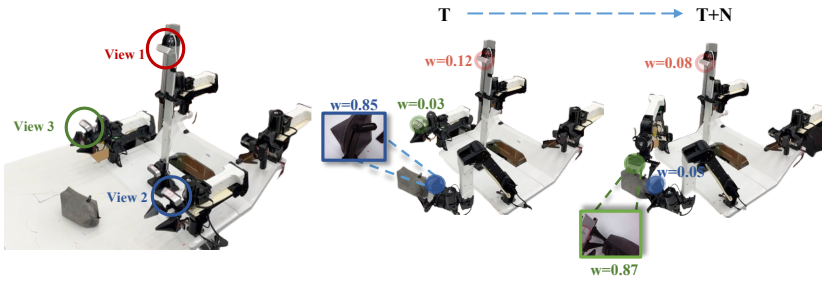 T
T+N
View 1
View 3
View 2
w=0.12
w=0.85
w=0.03
w=0.08
w=0.05
w=0.87